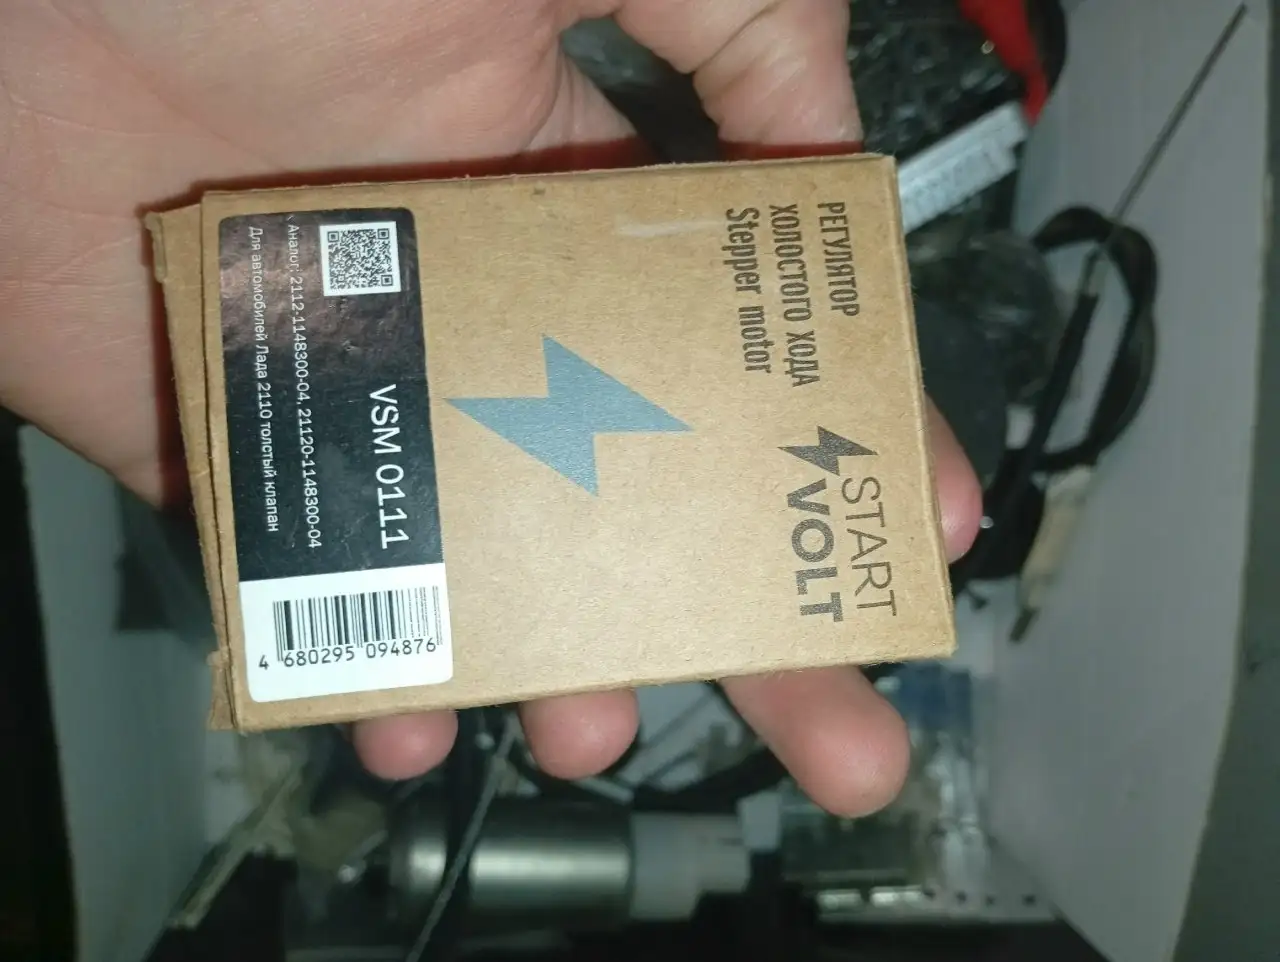 РЕГУЛЯТОР
ХОЛОСТОГО ХОДА
Stepper motor
START
VOLT
VSM 0111
Аналог: 2112-1148300-04, 21120-1148300-04
Для автомобилей Лада 2110 толстый клапан
4 680295 094876